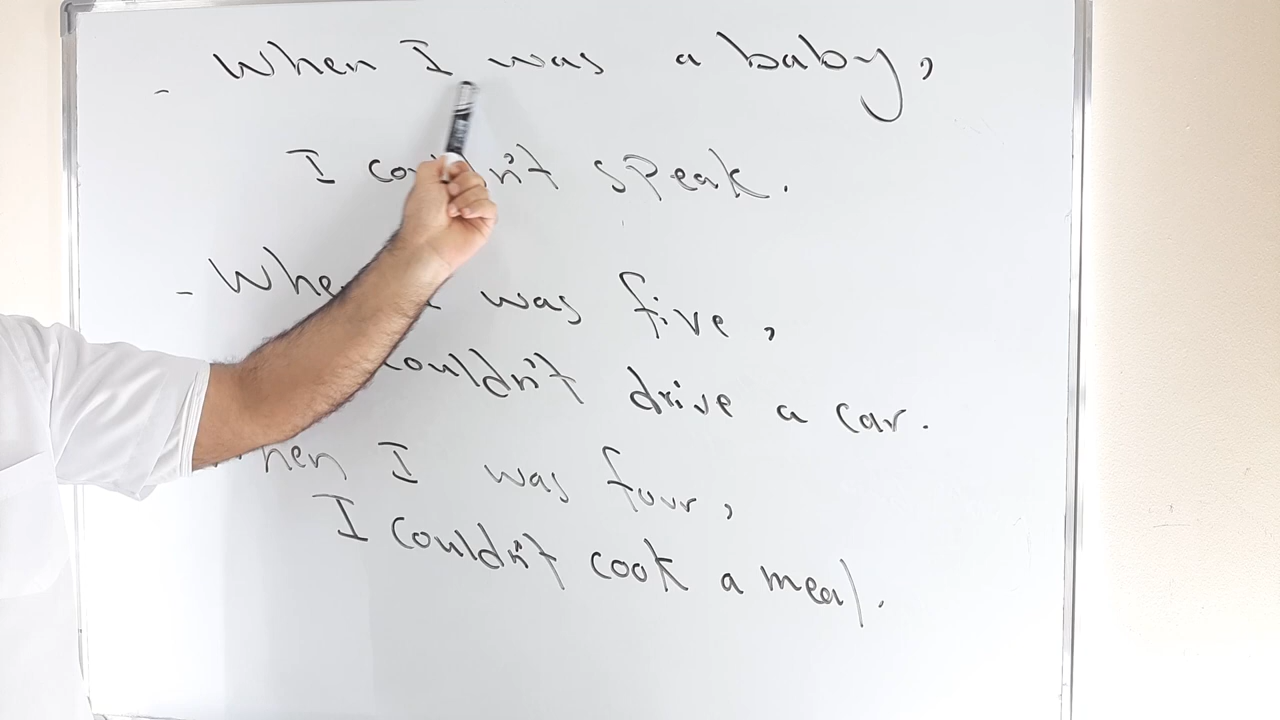 - When I was a baby,
I couldn't speak.
- When I was five,
couldn't drive a car.
When I was four,
I couldn't cook a meal.